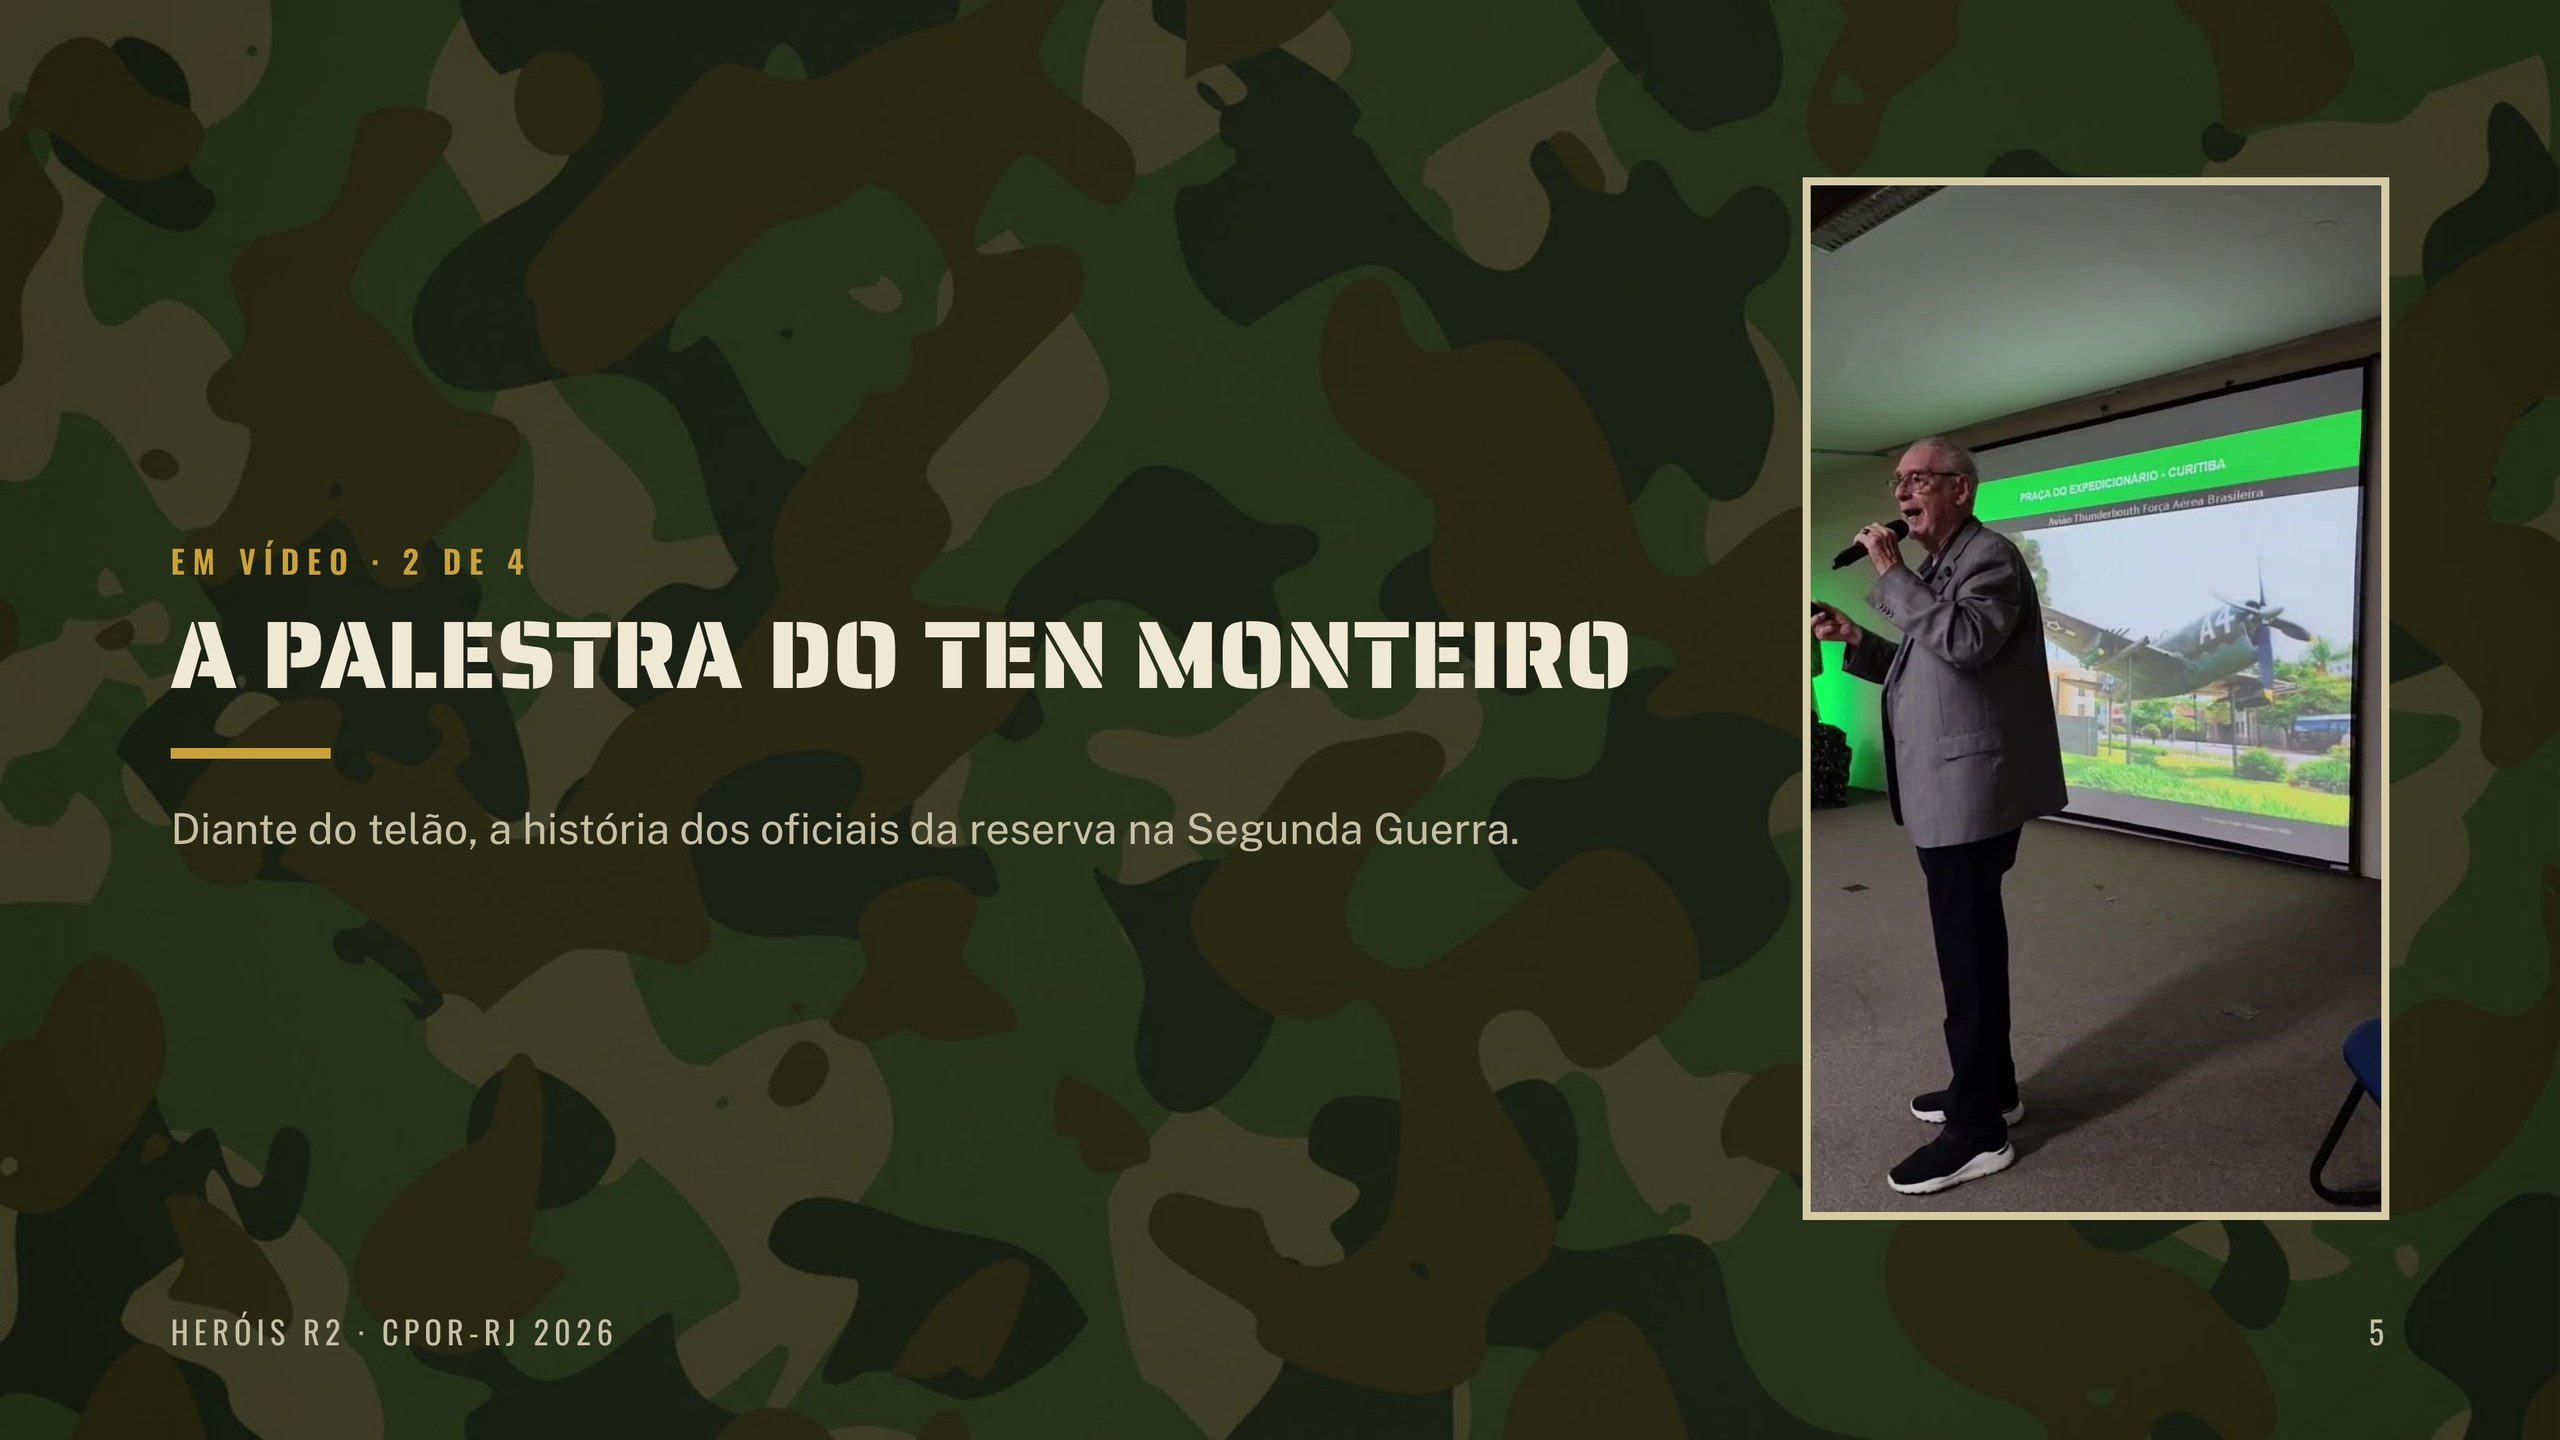 EM VÍDEO · 2 DE 4
A PALESTRA DO TEN MONTEIRO
Diante do telão, a história dos oficiais da reserva na Segunda Guerra.
PRAÇA DO EXPEDICIONÁRIO - CURITIBA
Avião Thunderbouth Força Aérea Brasileira
A4
HERÓIS R2 · CPOR-RJ 2026
5